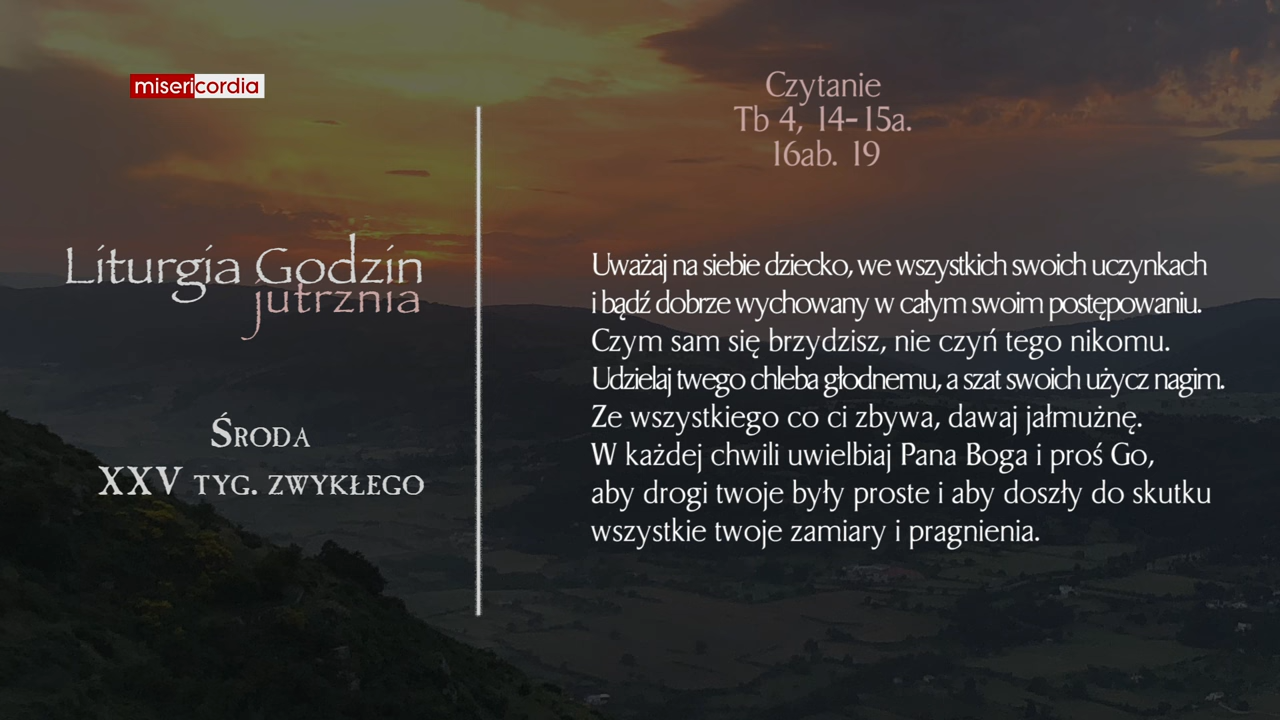 misericordia
Liturgia Godzin
jutrznia
Środa
XXV tyg. zwykłego
Czytanie
Tb 4, 14-15a.
16ab. 19
Uważaj na siebie dziecko, we wszystkich swoich uczynkach
i bądź dobrze wychowany w całym swoim postępowaniu.
Czym sam się brzydzisz, nie czyń tego nikomu.
Udzielaj twego chleba głodnemu, a szat swoich użycz nagim.
Ze wszystkiego co ci zbywa, dawaj jałmużnę.
W każdej chwili uwielbiaj Pana Boga i proś Go,
aby drogi twoje były proste i aby doszły do skutku
wszystkie twoje zamiary i pragnienia.